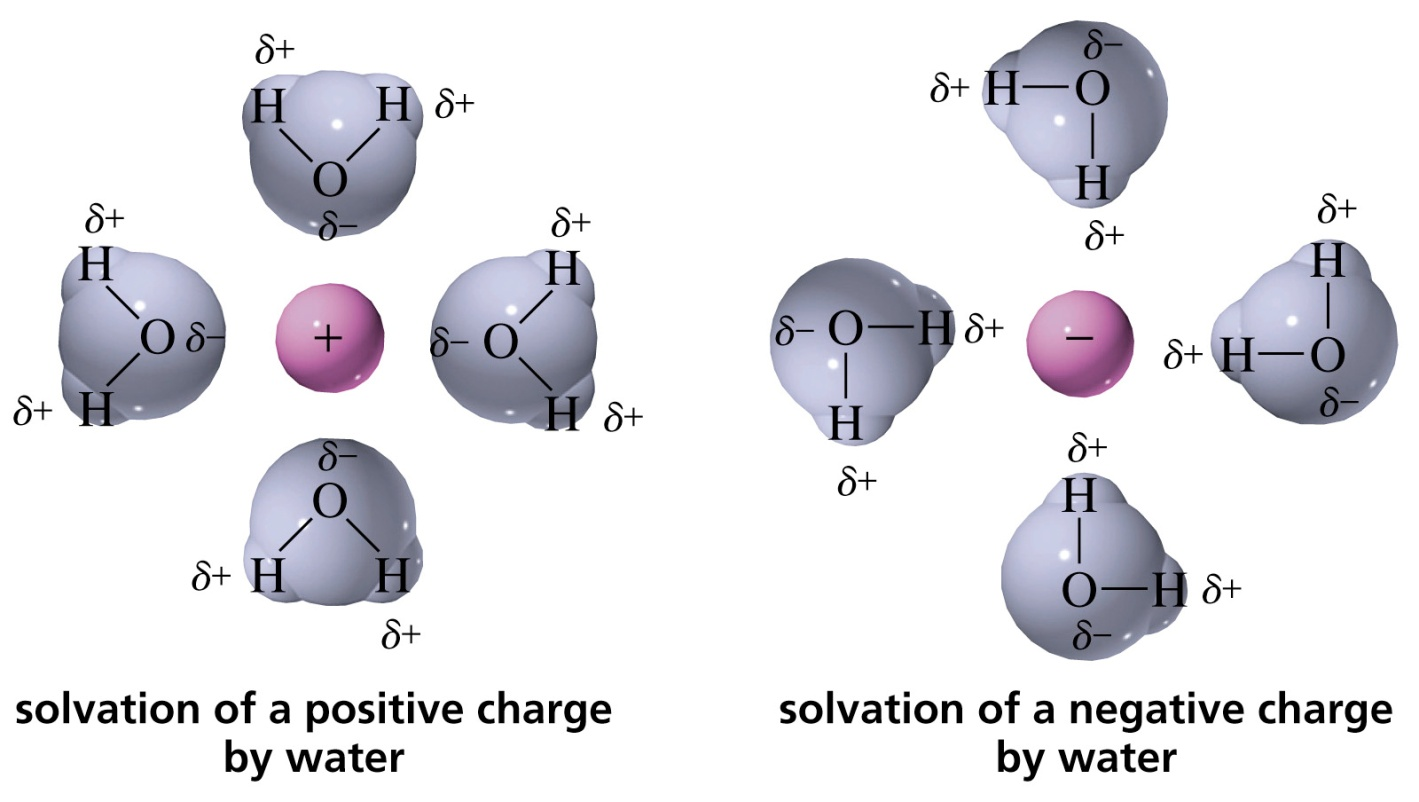 δ+
H H δ+
O
δ−
δ+
H
O δ−
δ+ H
+
δ+
H
δ− O
H δ+
δ−
O
δ+ H H
δ+
solvation of a positive charge
by water
δ−
δ+ H O
H
δ+
δ− O H δ+
H
δ+
−
δ+
H
δ+ H O
δ−
δ+
H
O H δ+
δ−
solvation of a negative charge
by water